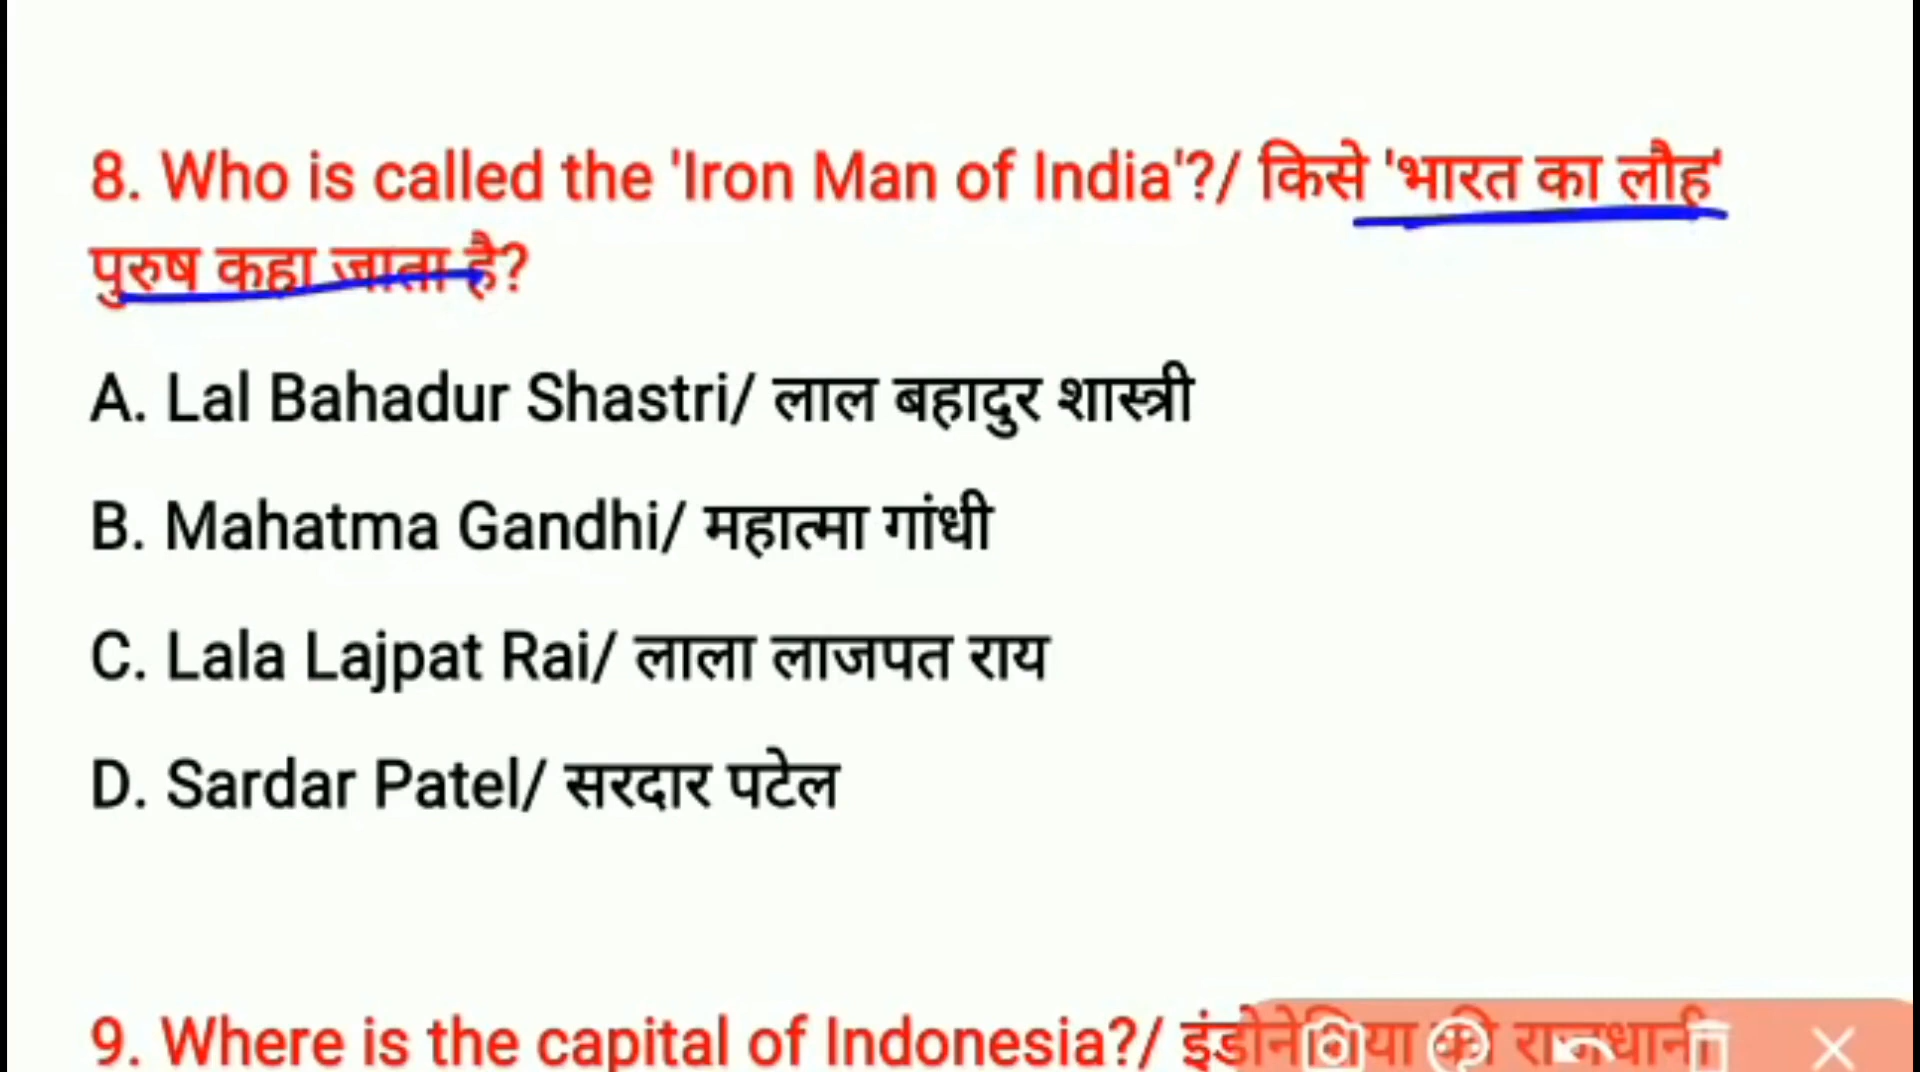 8. Who is called the 'Iron Man of India'?/ किसे 'भारत का लौह'
पुरुष कहा जाता है?
A. Lal Bahadur Shastri/ लाल बहादुर शास्त्री
B. Mahatma Gandhi/ महात्मा गांधी
C. Lala Lajpat Rai/ लाला लाजपत राय
D. Sardar Patel/ सरदार पटेल
9. Where is the capital of Indonesia?/ इंडोनेशिया की राजधानी